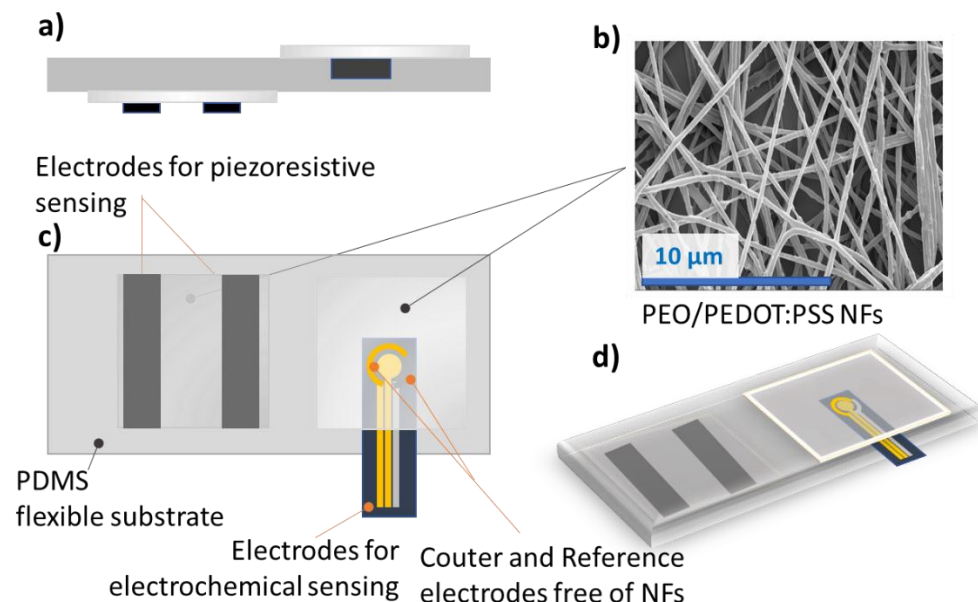 a)
b)
Electrodes for piezoresistive
sensing
c)
10 µm
PEO/PEDOT:PSS NFs
d)
PDMS
flexible substrate
Electrodes for
electrochemical sensing
Couter and Reference
electrodes free of NFs